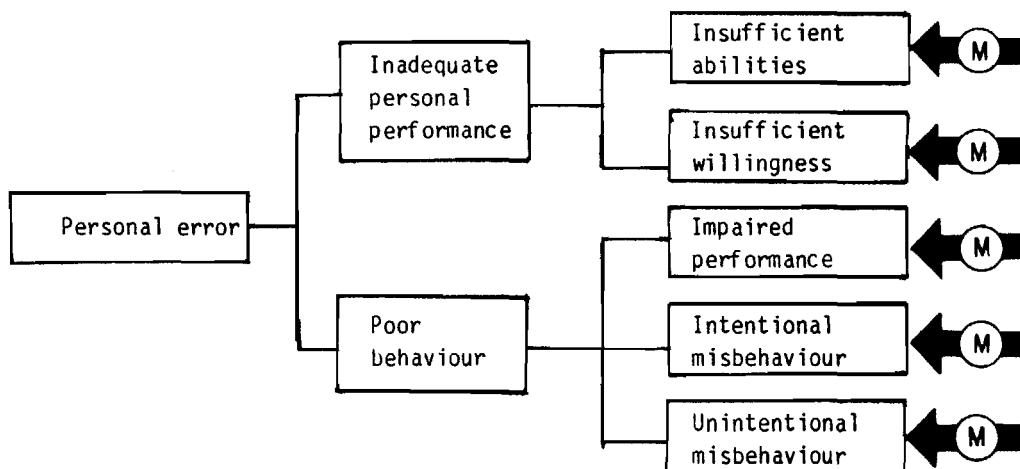 Personal error
Inadequate
personal
performance
Poor
behaviour
Insufficient
abilities
M
Insufficient
willingness
M
Impaired
performance
M
Intentional
misbehaviour
M
Unintentional
misbehaviour
M